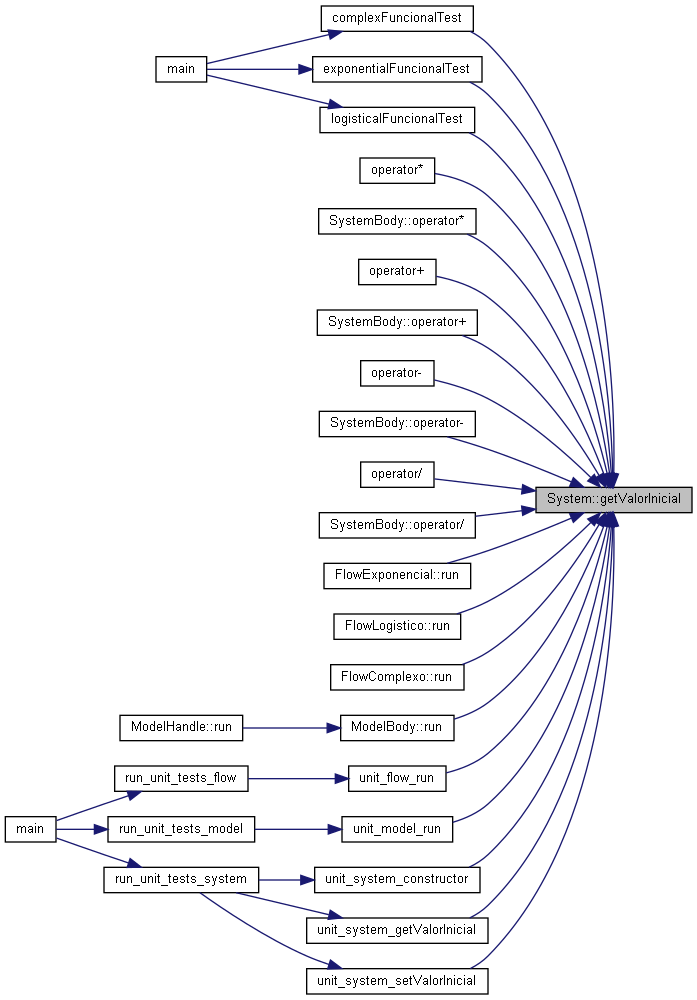 complexFuncionalTest
main
exponentialFuncionalTest
logisticalFuncionalTest
operator*
SystemBody::operator*
operator+
SystemBody::operator+
operator-
SystemBody::operator-
operator/
System::getValorInicial
SystemBody::operator/
FlowExponencial::run
FlowLogistico::run
FlowComplexo::run
ModelHandle::run
ModelBody::run
run_unit_tests_flow
unit_flow_run
main
run_unit_tests_model
unit_model_run
run_unit_tests_system
unit_system_constructor
unit_system_getValorInicial
unit_system_setValorInicial